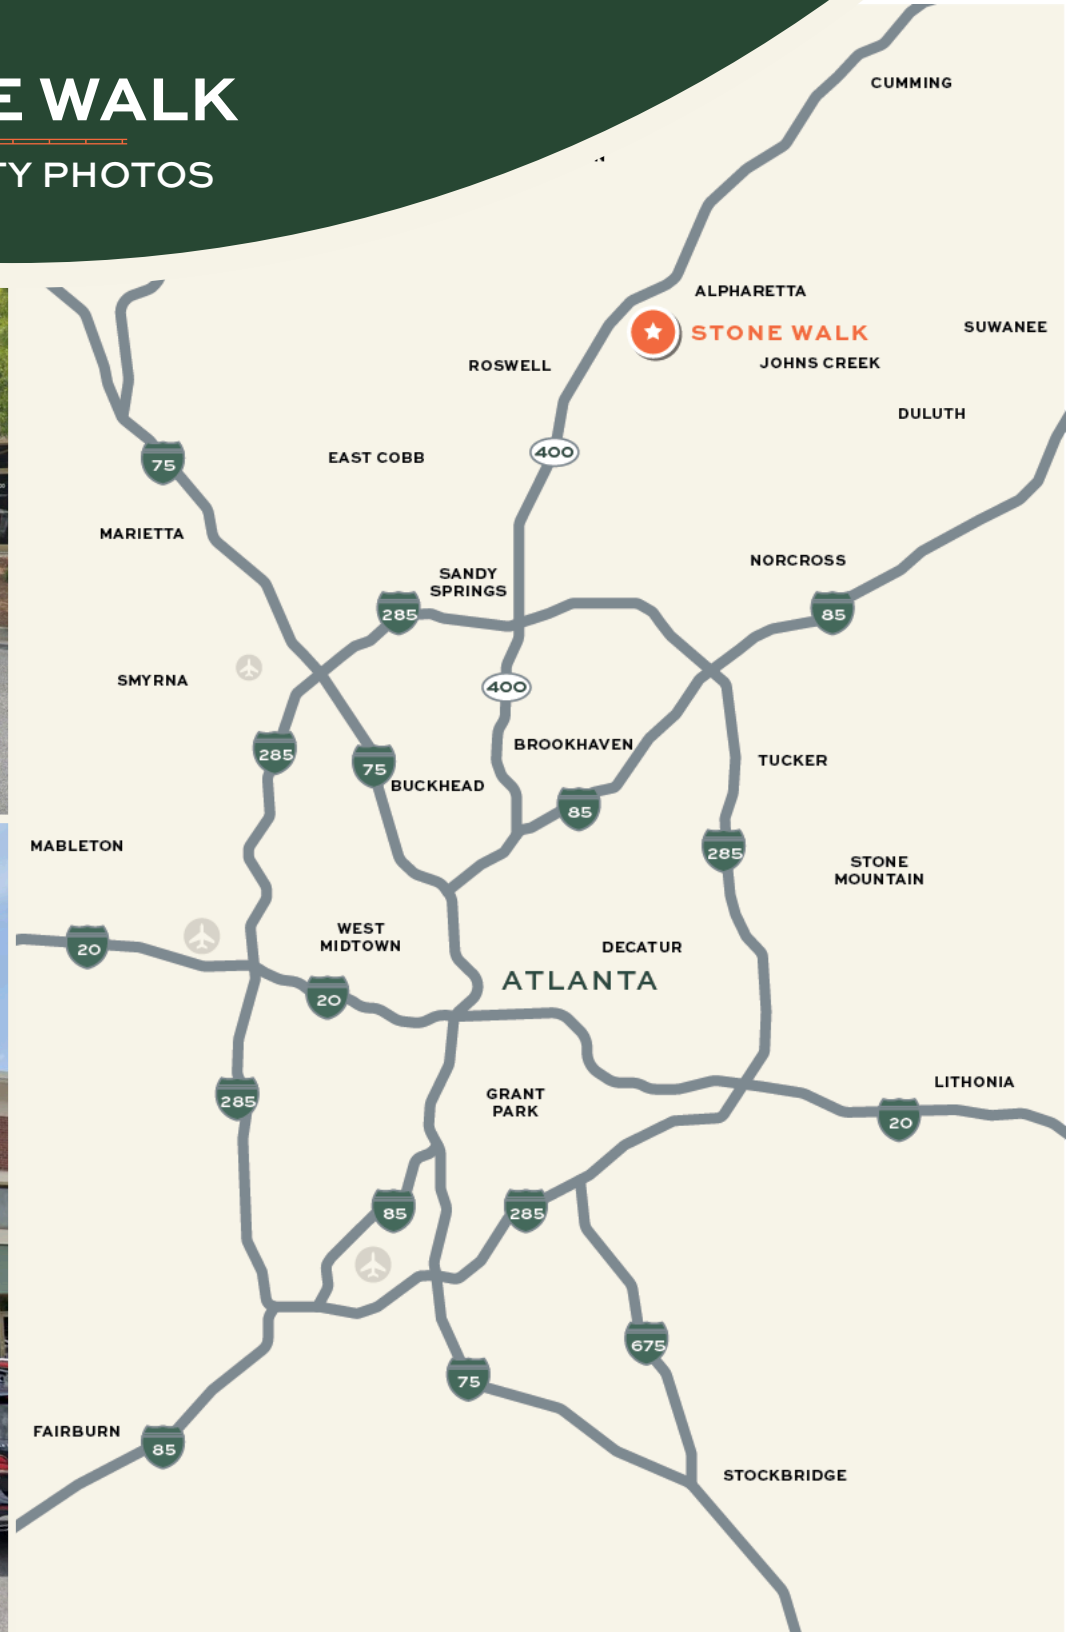 E WALK
TY PHOTOS
CUMMING
ALPHARETTA
STONE WALK
SUWANEE
JOHNS CREEK
ROSWELL
DULUTH
400
EAST COBB
75
MARIETTA
NORCROSS
SANDY
SPRINGS
285
85
SMYRNA
400
BROOKHAVEN
285
75
TUCKER
BUCKHEAD
85
MABLETON
285
STONE
MOUNTAIN
WEST
MIDTOWN
20
DECATUR
ATLANTA
20
LITHONIA
285
GRANT
PARK
20
85
285
675
75
FAIRBURN
85
STOCKBRIDGE